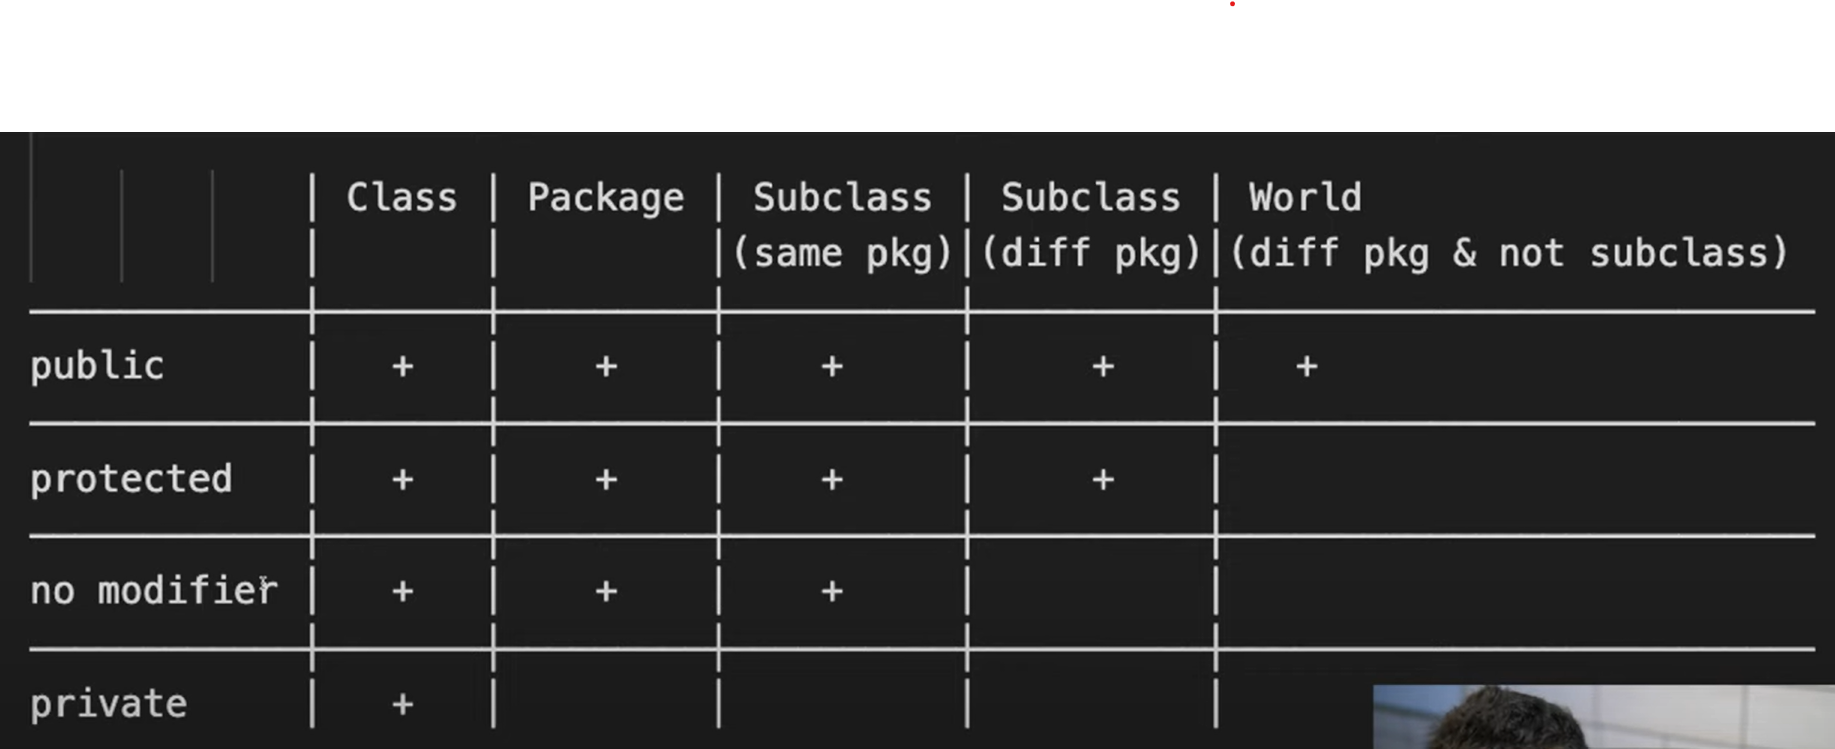 | Class | Package | Subclass | Subclass | World
| | |(same pkg)|(diff pkg)|(diff pkg & not subclass)
public | + | + | + | + | +
protected | + | + | + | + |
no modifier | + | + | + | |
private | + | | | |